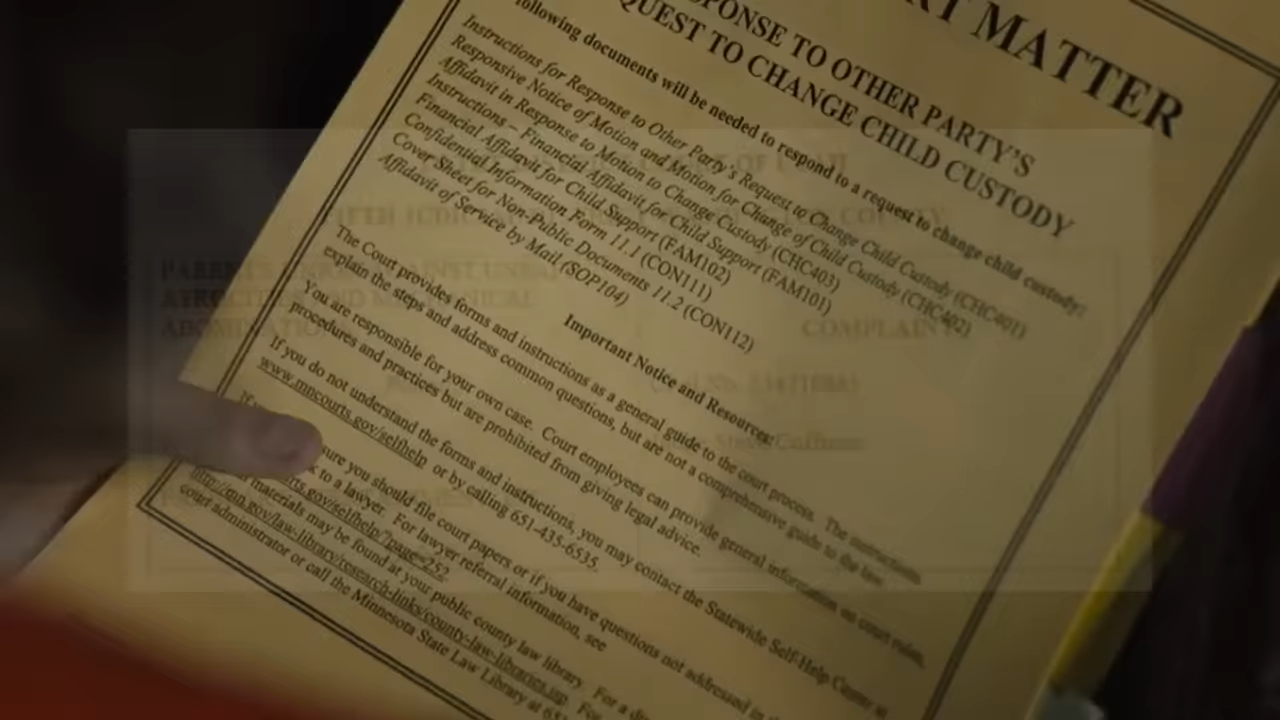 MATTER
RESPONSE TO OTHER PARTY'S
REQUEST TO CHANGE CHILD CUSTODY
following documents will be needed to respond to a request to change child custody:
Instructions for Response to Other Party's Request to Change Child Custody (CHC401)
Responsive Notice of Motion and Motion for Change of Child Custody (CHC402)
Affidavit in Response to Motion to Change Custody (CHC403)
Instructions - Financial Affidavit for Child Support (FAM101)
Financial Affidavit for Child Support (FAM102)
Confidential Information Form 11.1 (CON111)
Cover Sheet for Non-Public Documents 11.2 (CON112)
Affidavit of Service by Mail (SOP104)
Important Notice and Resources:
The Court provides forms and instructions as a general guide to the court process. The instructions
explain the steps and address common questions, but are not a comprehensive guide to the law.
You are responsible for your own case. Court employees can provide general information on court rules,
procedures and practices but are prohibited from giving legal advice.
If you do not understand the forms and instructions, you may contact the Statewide Self-Help Center at
www.mncourts.gov/selfhelp or by calling 651-435-6535.
If sure you should file court papers or if you have questions not addressed in
to a lawyer. For lawyer referral information, see
rts.gov/selfhelp/?page=252.
materials may be found at your public county law library. For a
http://mn.gov/law-library/research-links/county-law-libraries.jsp. For
court administrator or call the Minnesota State Law Library at 651
COMPLAINT